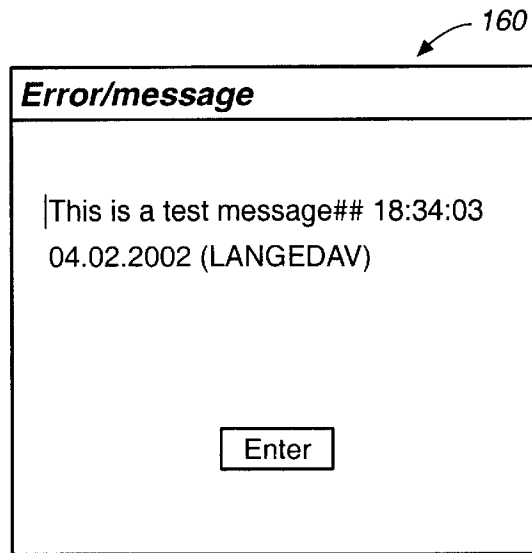 160
Error/message
This is a test message## 18:34:03
04.02.2002 (LANGEDAV)
Enter